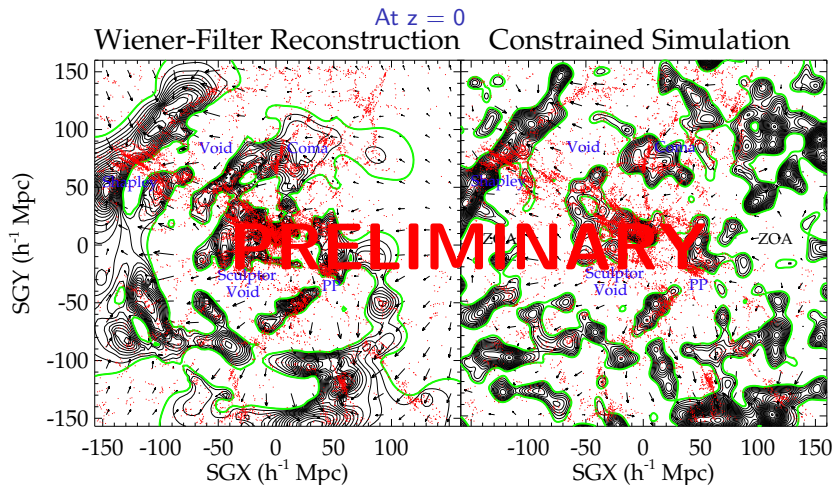 At z = 0
Wiener-Filter Reconstruction Constrained Simulation
SGY (h⁻¹ Mpc)
150
100
50
0
-50
-100
-150
Void Coma
Shapley
PRELIMINARY
Sculptor
Void
PP
Void Coma
Shapley
ZOA ZOA
Sculptor
Void
PP
-150 -100 -50 0 50 100
-100 -50 0 50 100 150
SGX (h⁻¹ Mpc) SGX (h⁻¹ Mpc)